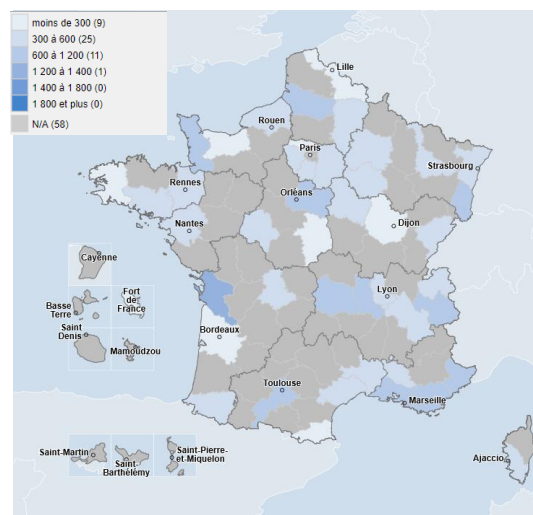 moins de 300 (9)
300 à 600 (25)
600 à 1 200 (11)
1 200 à 1 400 (1)
1 400 à 1 800 (0)
1 800 et plus (0)
N/A (58)
Lille
Rouen
Paris
Strasbourg
Rennes
Orléans
Nantes
Dijon
Cayenne
Fort
de
France
Basse
Terre
Saint
Denis
Mamoudzou
Lyon
Bordeaux
Toulouse
Marseille
Saint-Martin
Saint-
Barthélémy
Saint-Pierre-
et-Miquelon
Ajaccio